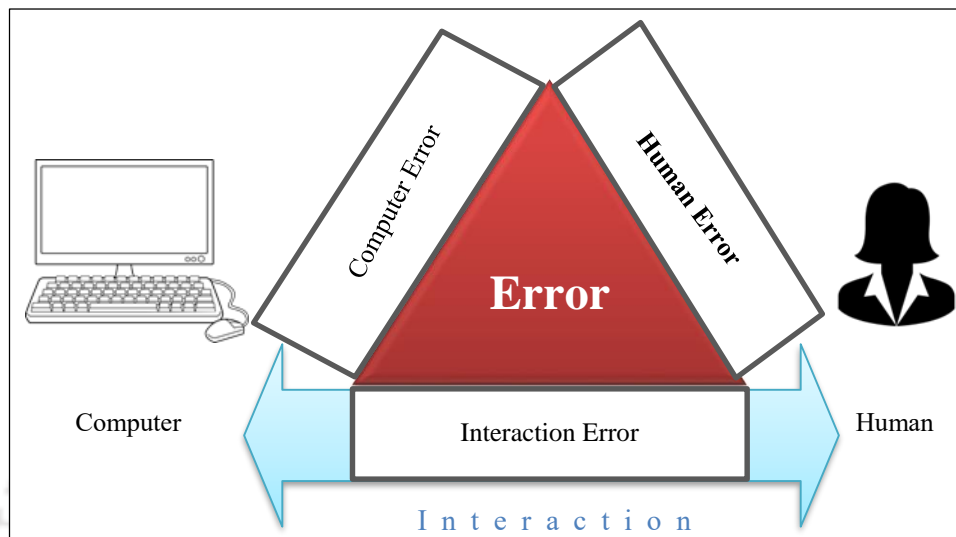 Computer Error
Human Error
Error
Computer
Interaction Error
Human
Interaction